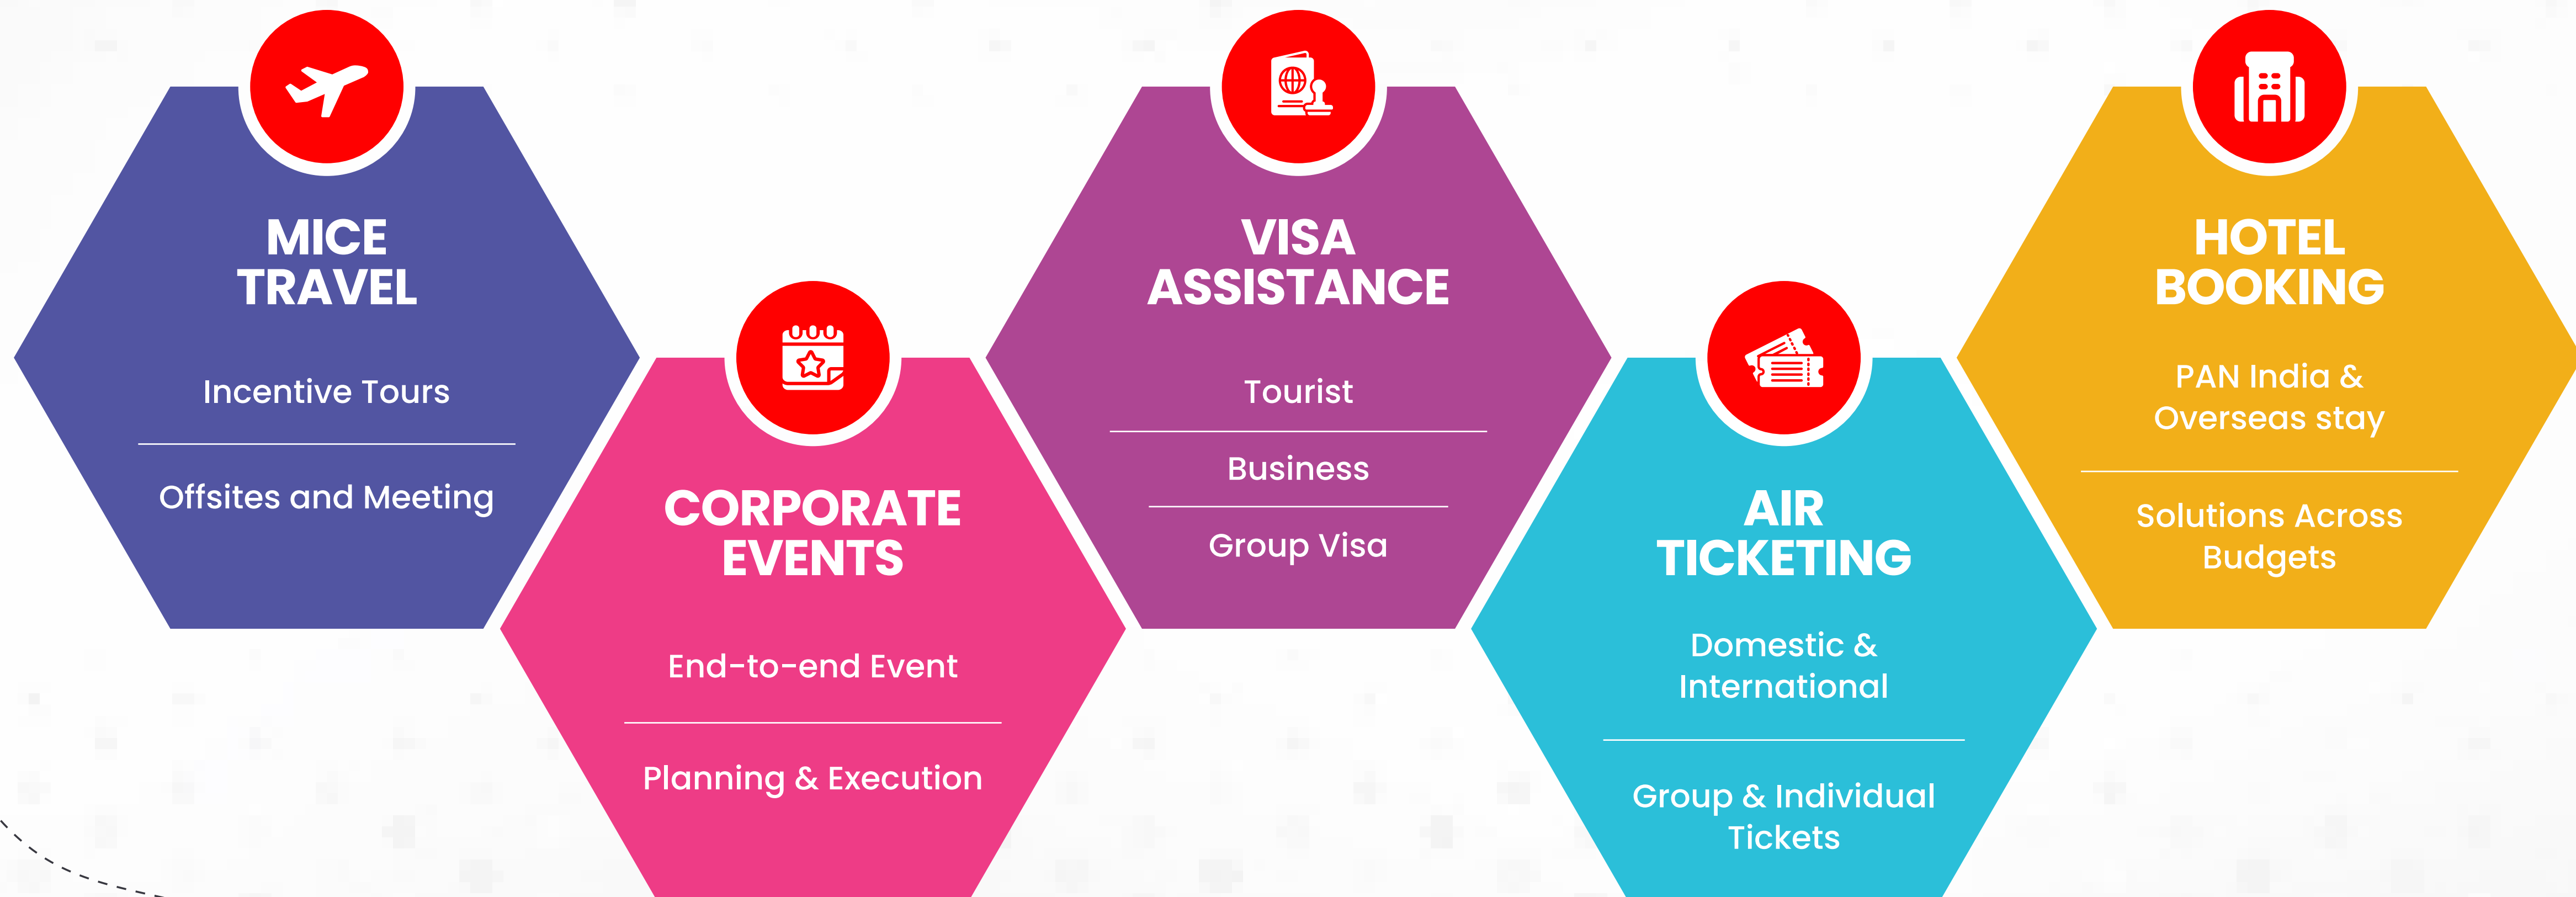 MICE
TRAVEL
Incentive Tours
Offsites and Meeting
CORPORATE
EVENTS
End-to-end Event
Planning & Execution
VISA
ASSISTANCE
Tourist
Business
Group Visa
AIR
TICKETING
Domestic &
International
Group & Individual
Tickets
HOTEL
BOOKING
PAN India &
Overseas stay
Solutions Across
Budgets